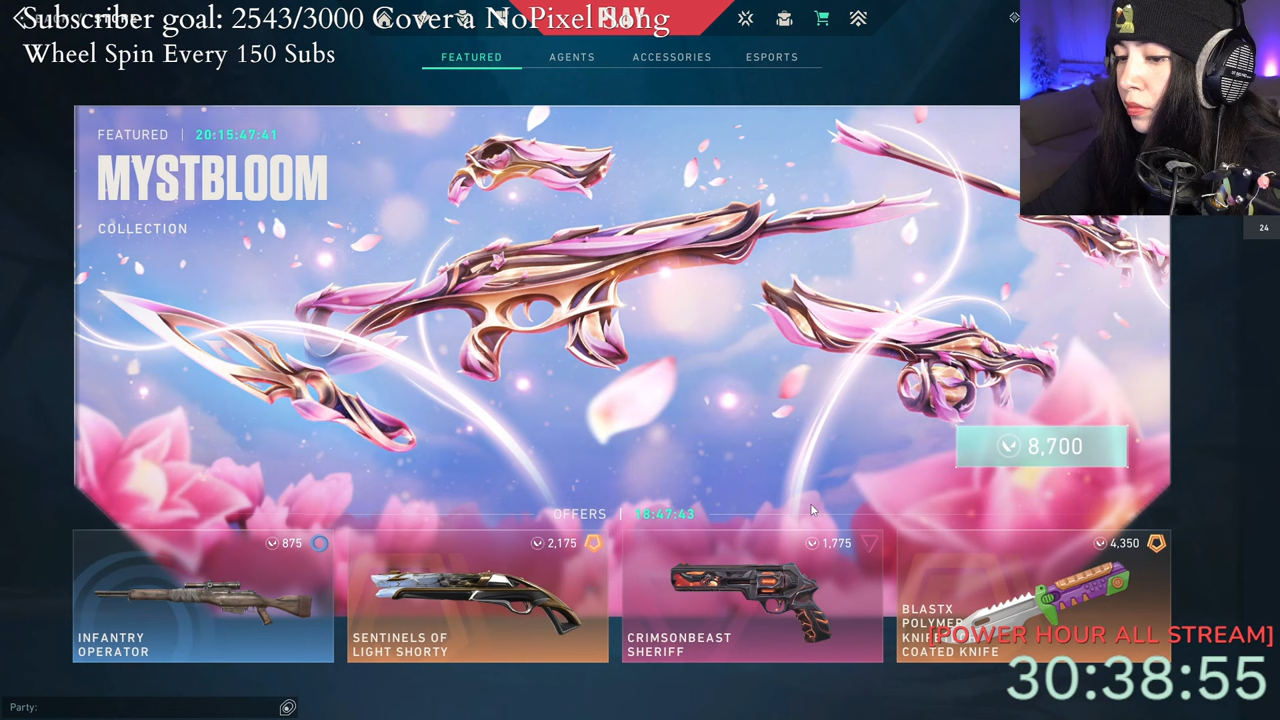 Subscriber goal: 2543/3000 Cover a NoPixel Song
PLAY
Wheel Spin Every 150 Subs
FEATURED
AGENTS
ACCESSORIES
ESPORTS
FEATURED | 20:15:47:41
MYSTBLOOM
COLLECTION
24
8,700
OFFERS | 18:47:43
875
INFANTRY
OPERATOR
2,175
SENTINELS OF
LIGHT SHORTY
1,775
CRIMSONBEAST
SHERIFF
4,350
BLASTX
POLYMER
COATED KNIFE
[POWER HOUR ALL STREAM]
30:38:55
Party: